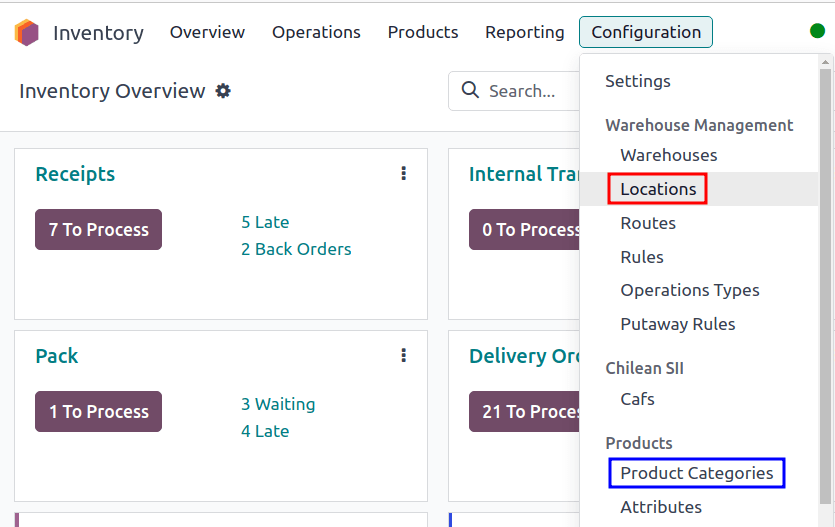 Inventory Overview Operations Products Reporting Configuration
Inventory Overview
Search...
Settings
Warehouse Management
Warehouses
Locations
Routes
Rules
Operations Types
Putaway Rules
Chilean SII
Cafs
Products
Product Categories
Attributes
Receipts
7 To Process
5 Late
2 Back Orders
Internal Tra
0 To Process
Pack
1 To Process
3 Waiting
4 Late
Delivery Or
21 To Proces